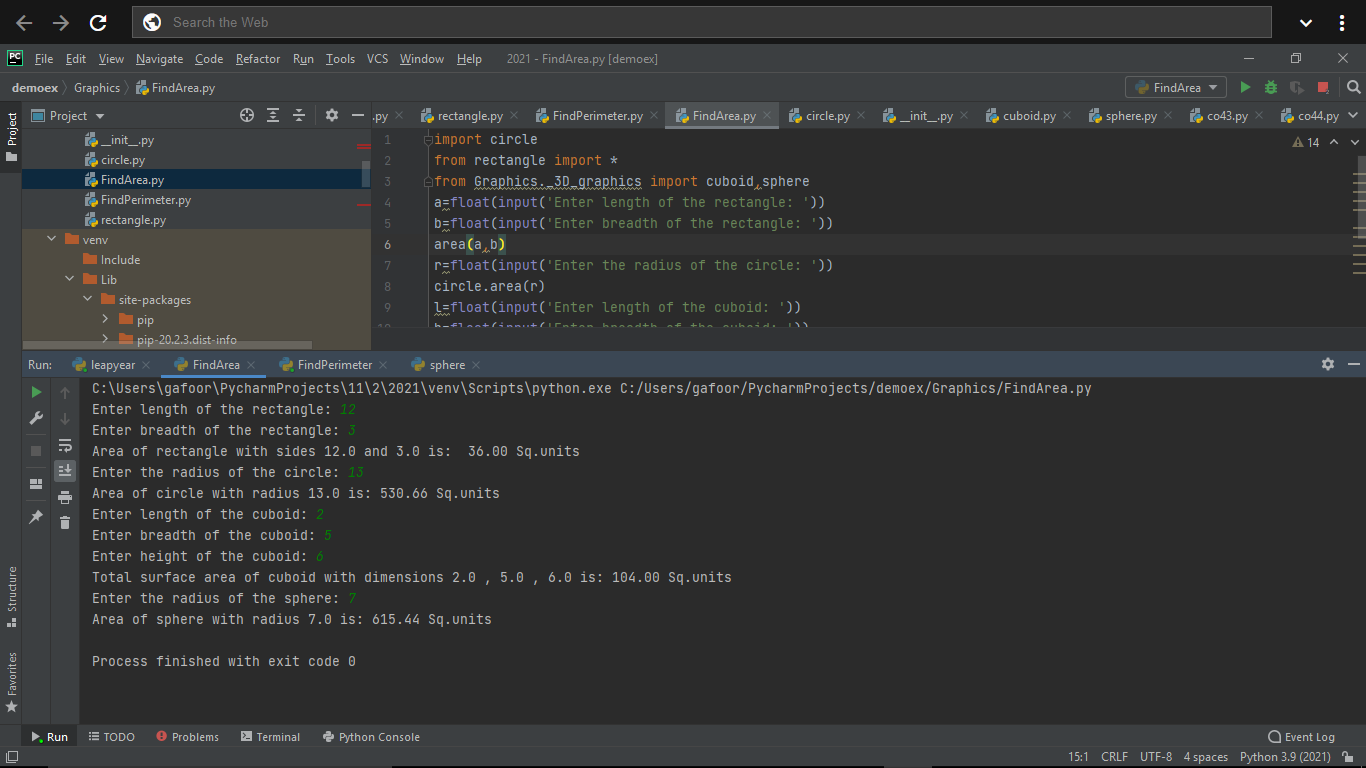 Search the Web
PC File Edit View Navigate Code Refactor Run Tools VCS Window Help 2021 - FindArea.py [demoex]
demoex Graphics FindArea.py FindArea
Project
.py rectangle.py FindPerimeter.py FindArea.py circle.py __init__.py cuboid.py sphere.py co43.py co44.py
Project
__init__.py
circle.py
FindArea.py
FindPerimeter.py
rectangle.py
venv
Include
Lib
site-packages
pip
pip-20.2.3.dist-info
14
1 import circle
2 from rectangle import *
3 from Graphics._3D_graphics import cuboid,sphere
4 a=float(input('Enter length of the rectangle: '))
5 b=float(input('Enter breadth of the rectangle: '))
6 area(a,b)
7 r=float(input('Enter the radius of the circle: '))
8 circle.area(r)
9 l=float(input('Enter length of the cuboid: '))
10 b=float(input('Enter breadth of the cuboid: '))
Run: leapyear FindArea FindPerimeter sphere
C:\Users\gafoor\PycharmProjects\11\2\2021\venv\Scripts\python.exe C:/Users/gafoor/PycharmProjects/demoex/Graphics/FindArea.py
Enter length of the rectangle: 12
Enter breadth of the rectangle: 3
Area of rectangle with sides 12.0 and 3.0 is:  36.00 Sq.units
Enter the radius of the circle: 13
Area of circle with radius 13.0 is: 530.66 Sq.units
Enter length of the cuboid: 2
Enter breadth of the cuboid: 5
Enter height of the cuboid: 6
Total surface area of cuboid with dimensions 2.0 , 5.0 , 6.0 is: 104.00 Sq.units
Enter the radius of the sphere: 7
Area of sphere with radius 7.0 is: 615.44 Sq.units
Process finished with exit code 0
Structure
Favorites
Run TODO Problems Terminal Python Console Event Log
15:1 CRLF UTF-8 4 spaces Python 3.9 (2021)